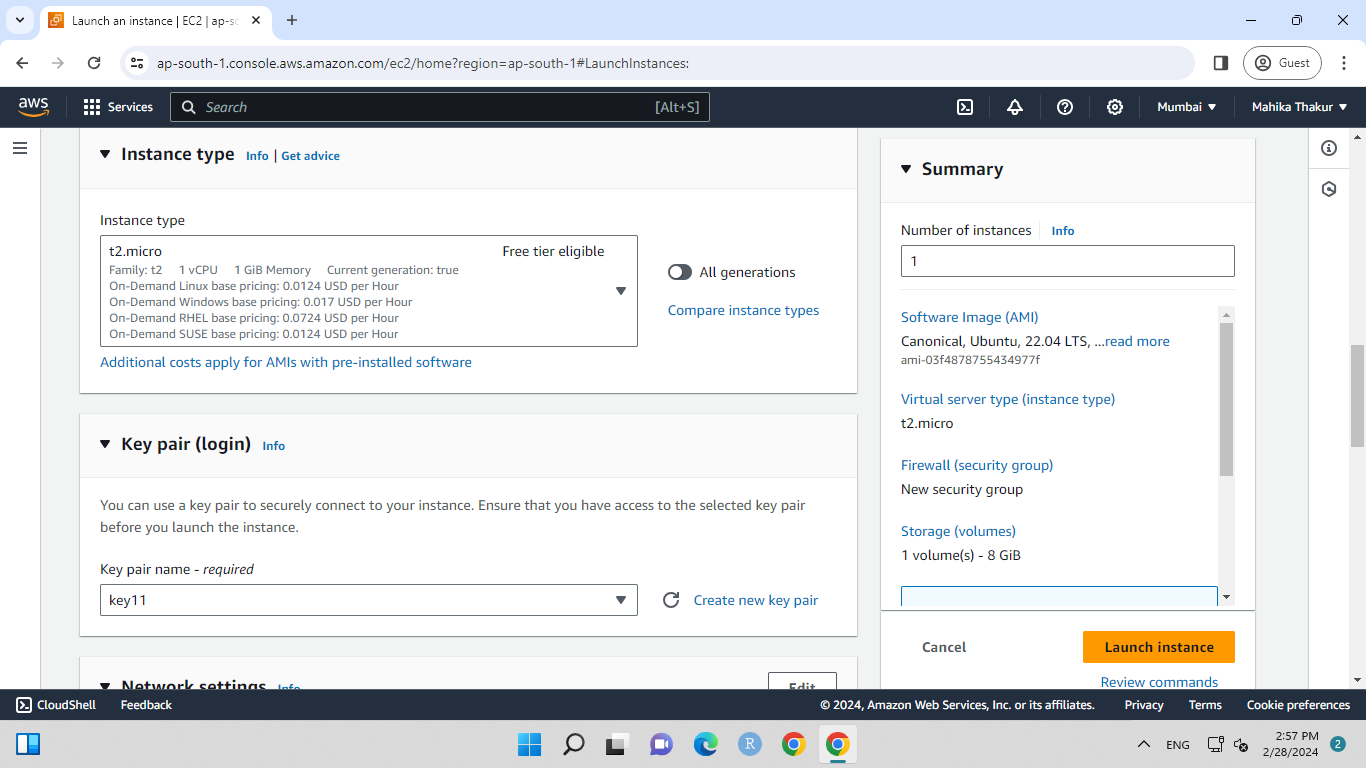 Launch an instance | EC2 | ap-so
ap-south-1.console.aws.amazon.com/ec2/home?region=ap-south-1#LaunchInstances:
Guest
aws
Services
Search
[Alt+S]
Mumbai
Mahika Thakur
Instance type
Info | Get advice
Instance type
t2.micro
Free tier eligible
Family: t2 1 vCPU 1 GiB Memory Current generation: true
On-Demand Linux base pricing: 0.0124 USD per Hour
On-Demand Windows base pricing: 0.017 USD per Hour
On-Demand RHEL base pricing: 0.0724 USD per Hour
On-Demand SUSE base pricing: 0.0124 USD per Hour
All generations
Compare instance types
Additional costs apply for AMIs with pre-installed software
Key pair (login) Info
You can use a key pair to securely connect to your instance. Ensure that you have access to the selected key pair
before you launch the instance.
Key pair name - required
key11
Create new key pair
Network settings Info
Edit
Summary
Number of instances Info
1
Software Image (AMI)
Canonical, Ubuntu, 22.04 LTS, ...read more
ami-03f4878755434977f
Virtual server type (instance type)
t2.micro
Firewall (security group)
New security group
Storage (volumes)
1 volume(s) - 8 GiB
Cancel
Launch instance
Review commands
CloudShell
Feedback
© 2024, Amazon Web Services, Inc. or its affiliates.
Privacy
Terms
Cookie preferences
R
ENG
2:57 PM
2/28/2024
2